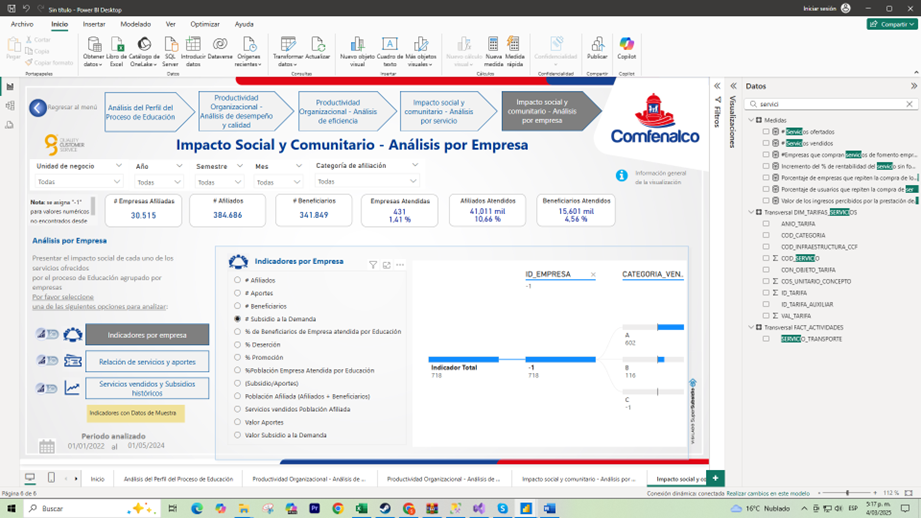 Sin título - Power BI Desktop
Buscar
Iniciar sesión
Archivo Inicio Insertar Modelado Ver Optimizar Ayuda
Compartir
Pegar
Cortar
Copiar
Copiar formato
Portapapeles
Obtener datos
Libro de Excel
Catálogo de OneLake
SQL Server
Introducir datos
Dataverse
Orígenes recientes
Datos
Transformar datos
Actualizar
Consultas
Nuevo objeto visual
Cuadro de texto
Más objetos visuales
Insertar
Nuevo cálculo visual
Nueva medida
Medida rápida
Cálculos
Confidencialidad
Confidencialidad
Publicar
Compartir
Copilot
Copilot
Regresar al menú
Análisis del Perfil del
Proceso de Educación
Productividad
Organizacional -
Análisis de desempeño
y calidad
Productividad
Organizacional - Análisis
de eficiencia
Impacto social y
comunitario - Análisis
por servicio
Impacto social y
comunitario - Análisis
por empresa
Comfenalco
Impacto Social y Comunitario - Análisis por Empresa
Unidad de negocio
Todas
Año
Todas
Semestre
Todas
Mes
Todas
Categoría de afiliación
Todas
Información general
de la visualización
Nota: se asigna "-1"
para valores numéricos
no encontrados desde
# Empresas Afiliadas
30.515
# Afiliados
384.686
# Beneficiarios
341.849
Empresas Atendidas
431
1,41 %
Afiliados Atendidos
41,011 mil
10,66 %
Beneficiarios Atendidos
15,601 mil
4,56 %
Análisis por Empresa
Presentar el impacto social de cada uno de los
servicios ofrecidos
por el proceso de Educación agrupado por
empresas
Por favor seleccione
una de las siguientes opciones para analizar:
Indicadores por empresa
Relación de servicios y aportes
Servicios vendidos y Subsidios
históricos
Indicadores con Datos de Muestra
Periodo analizado
01/01/2022 al 01/05/2024
Indicadores por Empresa
# Afiliados
# Aportes
# Beneficiarios
# Subsidio a la Demanda
% de Beneficiarios de Empresa atendida por Educación
% Deserción
% Promoción
%Población Empresa Atendida por Educación
(Subsidio/Aportes)
Población Afiliada (Afiliados + Beneficiarios)
Servicios vendidos Población Afiliada
Valor Aportes
Valor Subsidio a la Demanda
ID_EMPRESA
-1
CATEGORIA_VEN..
Indicador Total
718
-1
718
A
602
B
116
C
-1
Filtros
Visualizaciones
Datos
servici
Medidas
# Servicios ofertados
# Servicios vendidos
#Empresas que compran servicios de fomento empr...
Incremento del % de rentabilidad del servicio sin fo...
Porcentaje de empresas que repiten la compra de lo...
Porcentaje de usuarios que repiten la compra de ser
Valor de los ingresos percibidos por la prestación de...
Transversal DIM_TARIFAS_SERVICIOS
ANIO_TARIFA
COD_CATEGORIA
COD_INFRAESTRUCTURA_CCF
COD_SERVICIO
CON_OBJETO_TARIFA
COS_UNITARIO_CONCEPTO
ID_TARIFA
ID_TARIFA_AUXILIAR
VAL_TARIFA
Transversal FACT_ACTIVIDADES
SERVICIO_TRANSPORTE
Inicio
Análisis del Perfil del Proceso de Educación
Productividad Organizacional - Análisis de ...
Productividad Organizacional - Análisis de...
Impacto social y comunitario - Análisis por ...
Impacto social y co
Página 6 de 6
Conexión dinámica: conectada Realizar cambios en este modelo
112 %
Buscar
16°C Nublado
ESP
5:17 p. m.
4/03/2025